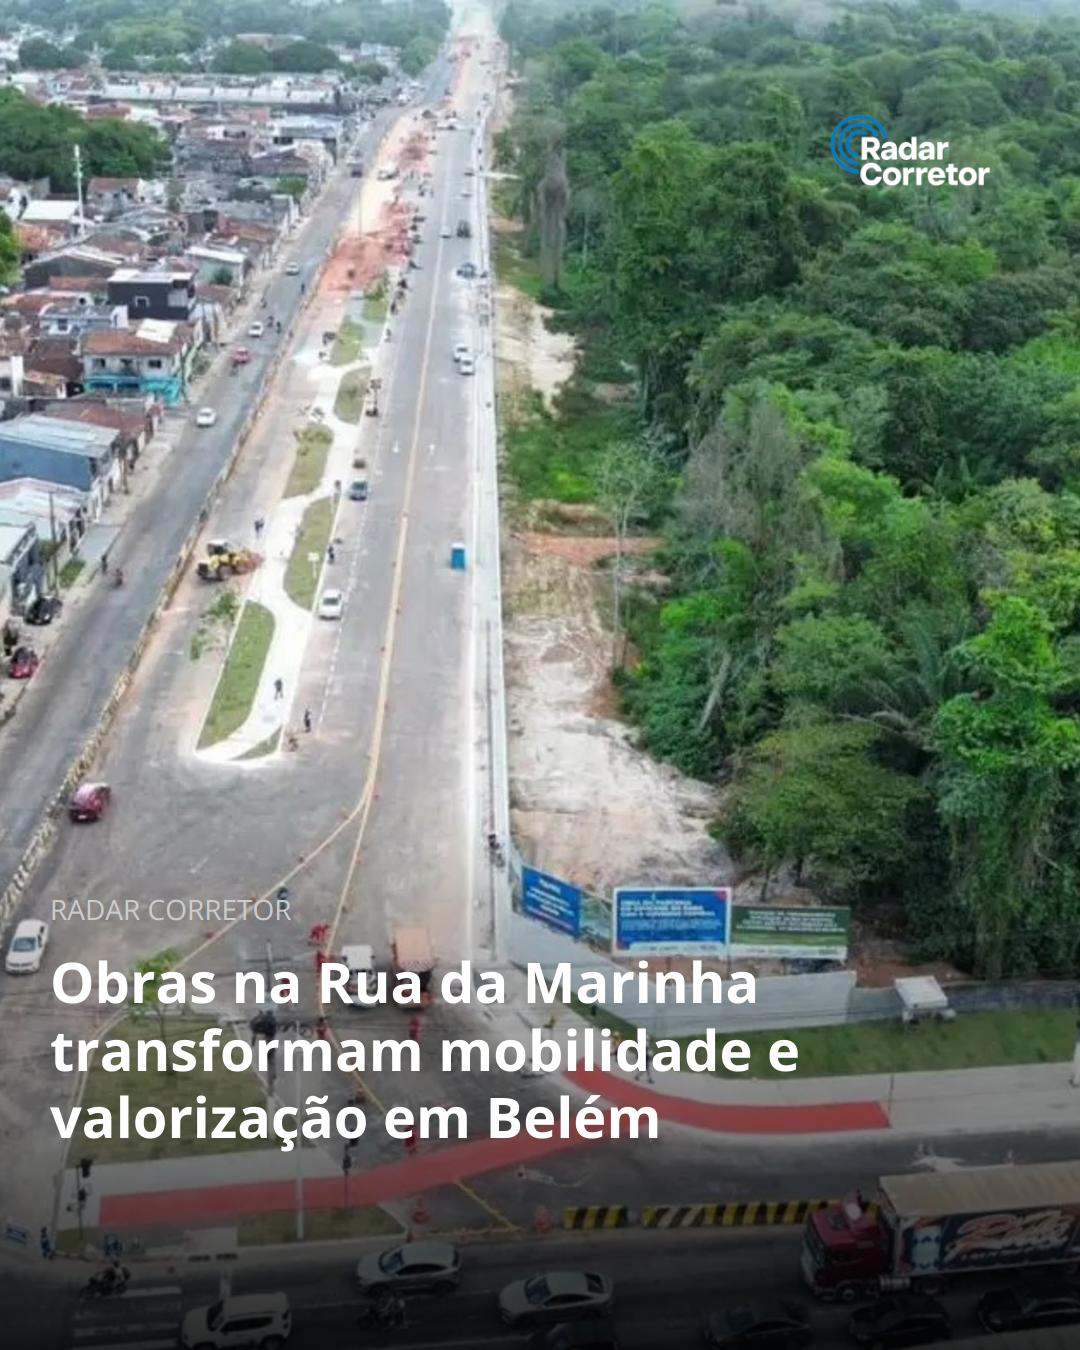 Radar
Corretor
RADAR CORRETOR
Obras na Rua da Marinha
transformam mobilidade e
valorização em Belém